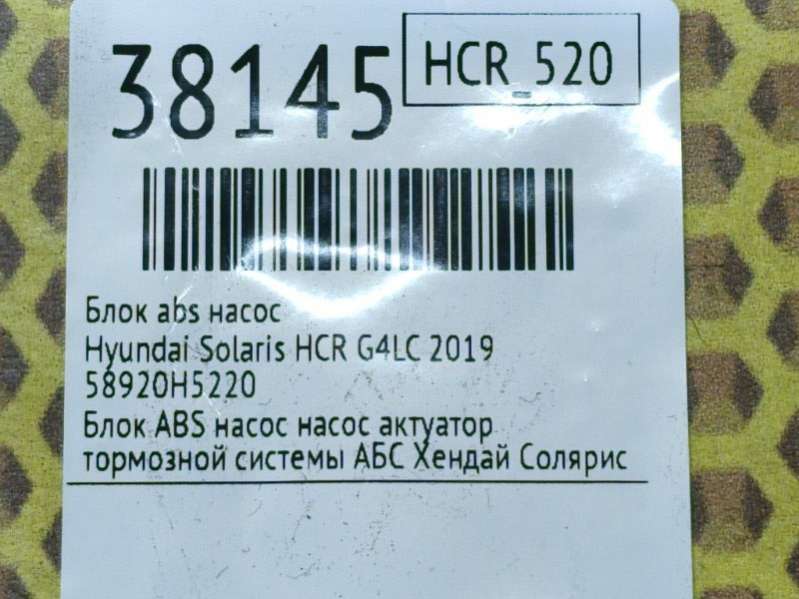 38145
HCR_520
Блок abs насос
Hyundai Solaris HCR G4LC 2019
58920H5220
Блок ABS насос насос актуатор
тормозной системы АБС Хендай Солярис